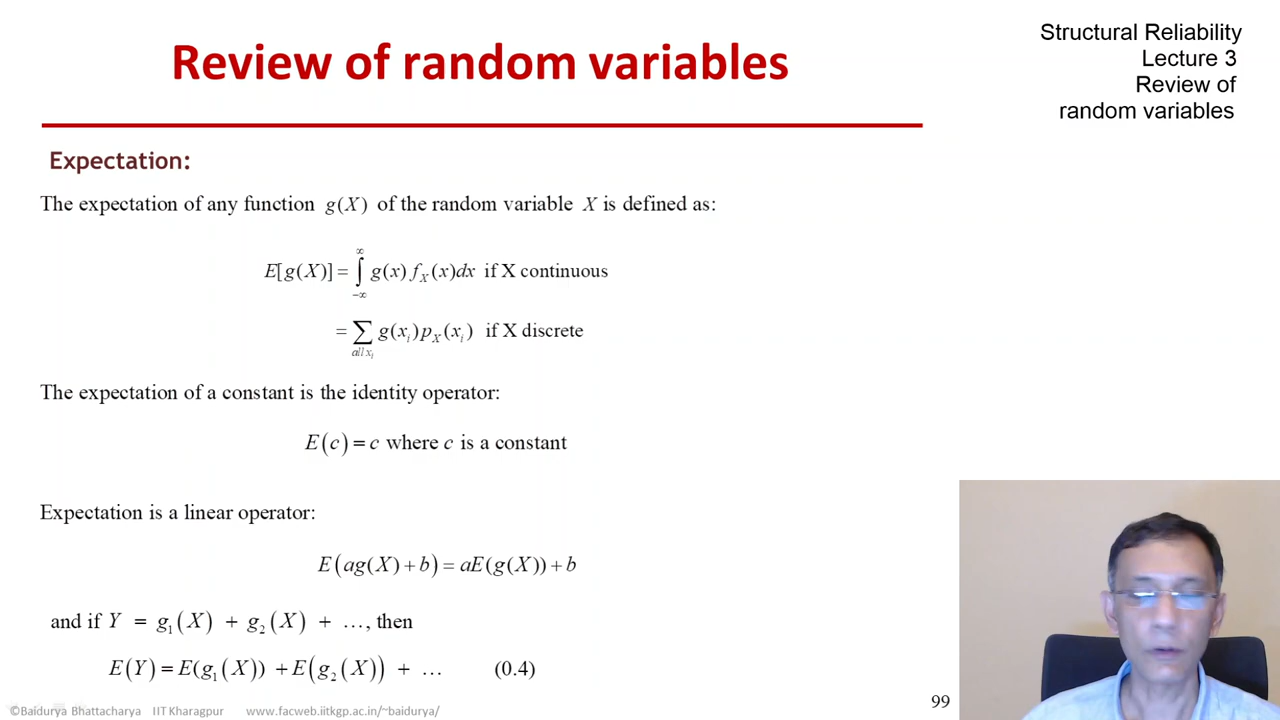 Review of random variables
Structural Reliability
Lecture 3
Review of
random variables
Expectation:
The expectation of any function g(X) of the random variable X is defined as:
E[g(X)] = ∫_{-∞}^{∞} g(x) f_X(x)dx if X continuous
= ∑_{all x_i} g(x_i) p_X(x_i) if X discrete
The expectation of a constant is the identity operator:
E(c) = c where c is a constant
Expectation is a linear operator:
E(ag(X) + b) = aE(g(X)) + b
and if Y = g_1(X) + g_2(X) + …, then
E(Y) = E(g_1(X)) + E(g_2(X)) + … (0.4)
99
©Baidurya Bhattacharya IIT Kharagpur www.facweb.iitkgp.ac.in/~baidurya/